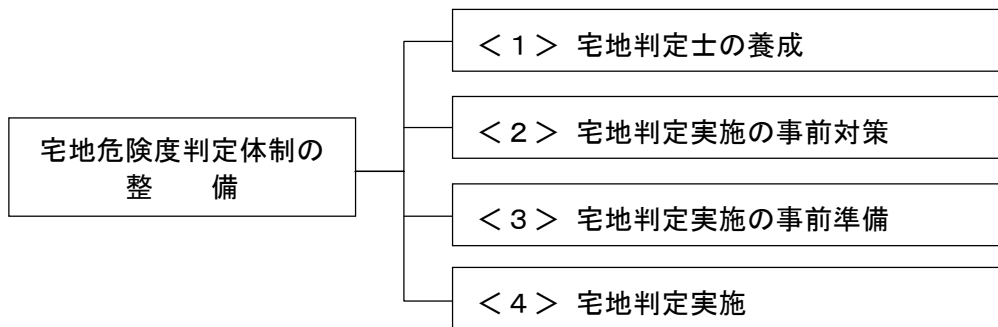 宅地危険度判定体制の
整　　備
＜１＞ 宅地判定士の養成
＜２＞ 宅地判定実施の事前対策
＜３＞ 宅地判定実施の事前準備
＜４＞ 宅地判定実施